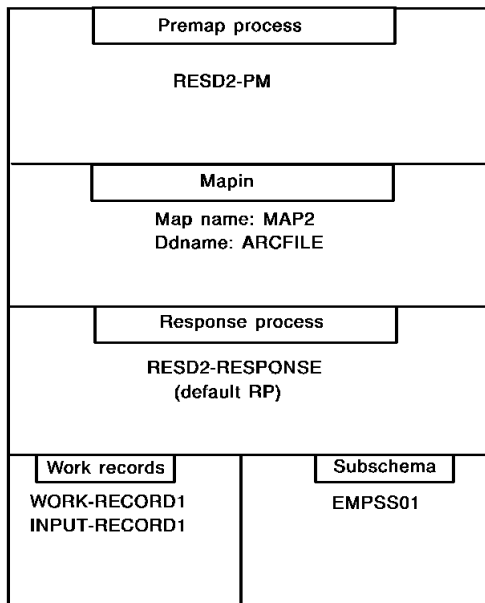 Premap process
RESD2-PM
Mapin
Map name: MAP2
Ddname: ARCFILE
Response process
RESD2-RESPONSE
(default RP)
Work records
WORK-RECORD1
INPUT-RECORD1
Subschema
EMPSS01